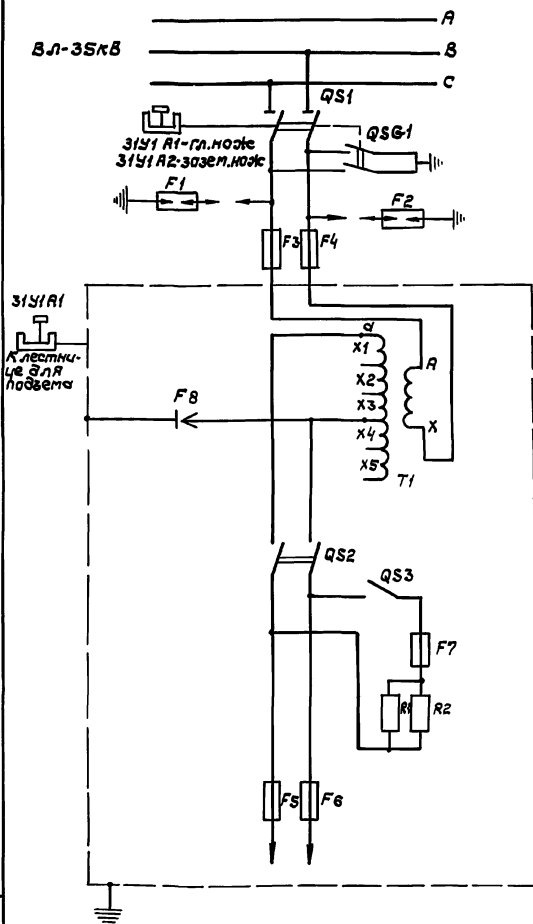 A
ВЛ-35кВ
B
C
QS1
QSG1
31У1 А1-гл.нож
31У1 А2-зазем.нож
F1
F2
F3
F4
31У1А1
К лестни-
це для
подъема
а
X1
A
X2
F8
X3
X4
X
X5
T1
QS2
QS3
F7
R1
R2
F5
F6